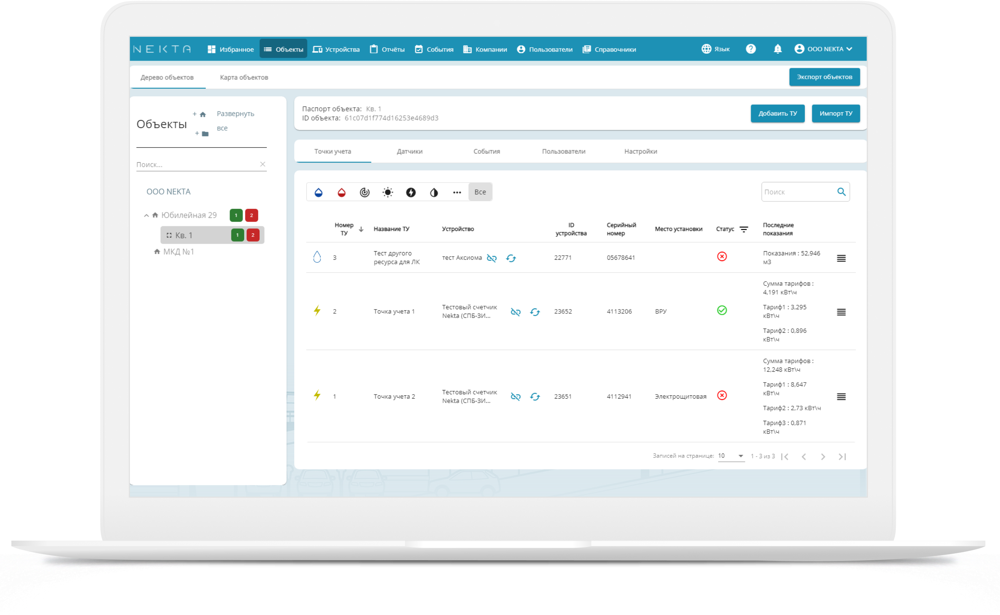 NEKTA
Избранное
Объекты
Устройства
Отчёты
События
Компании
Пользователи
Справочники
Язык
ООО NEKTA
Дерево объектов
Карта объектов
Экспорт объектов
Объекты
+
+
Развернуть
все
Поиск...
ООО NEKTA
Юбилейная 29
1
2
Кв. 1
1
2
МКД №1
Паспорт объекта: Кв. 1
ID объекта: 61c07d1f774d16253e4689d3
Добавить ТУ
Импорт ТУ
Точки учета
Датчики
События
Пользователи
Настройки
Все
Поиск
Номер
ТУ
Название ТУ
Устройство
ID
устройства
Серийный
номер
Место установки
Статус
Последние
показания
3
Тест другого
ресурса для ЛК
тест Аксиома
22771
05678641
Показания : 52,946
м3
2
Точка учета 1
Тестовый счетчик
Nekta (СПБ-ЗИ...
23652
4113206
ВРУ
Сумма тарифов :
4,191 кВт\ч
Тариф1 : 3,295
кВт\ч
Тариф2 : 0,896
кВт\ч
1
Точка учета 2
Тестовый счетчик
Nekta (СПБ-ЗИ...
23651
4112941
Электрощитовая
Сумма тарифов :
12,248 кВт\ч
Тариф1 : 8,647
кВт\ч
Тариф2 : 2,73 кВт\ч
Тариф3 : 0,871
кВт\ч
Записей на странице: 10
1 - 3 из 3